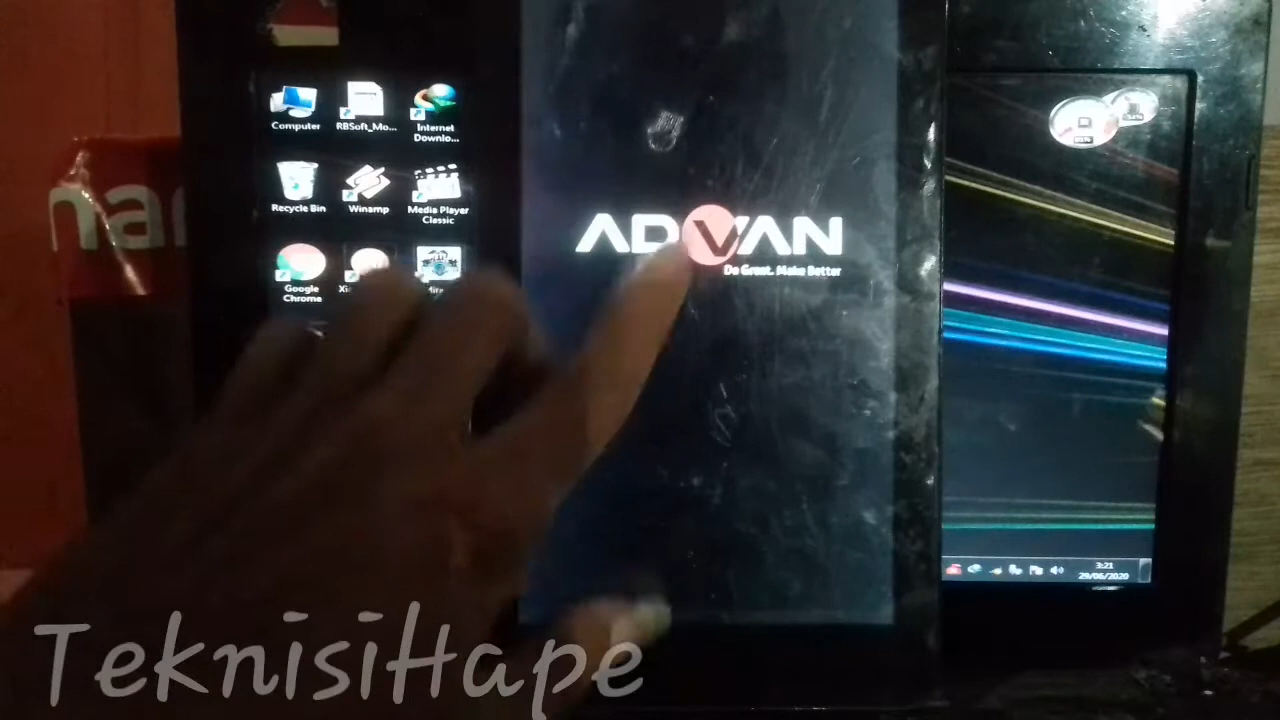 Computer
RBSoft_Mo...
Internet
Downlo...
Recycle Bin
Winamp
Media Player
Classic
Google
Chrome
ADVAN
Do Great. Make Better
3:21
29/06/2020
TeknisiHape